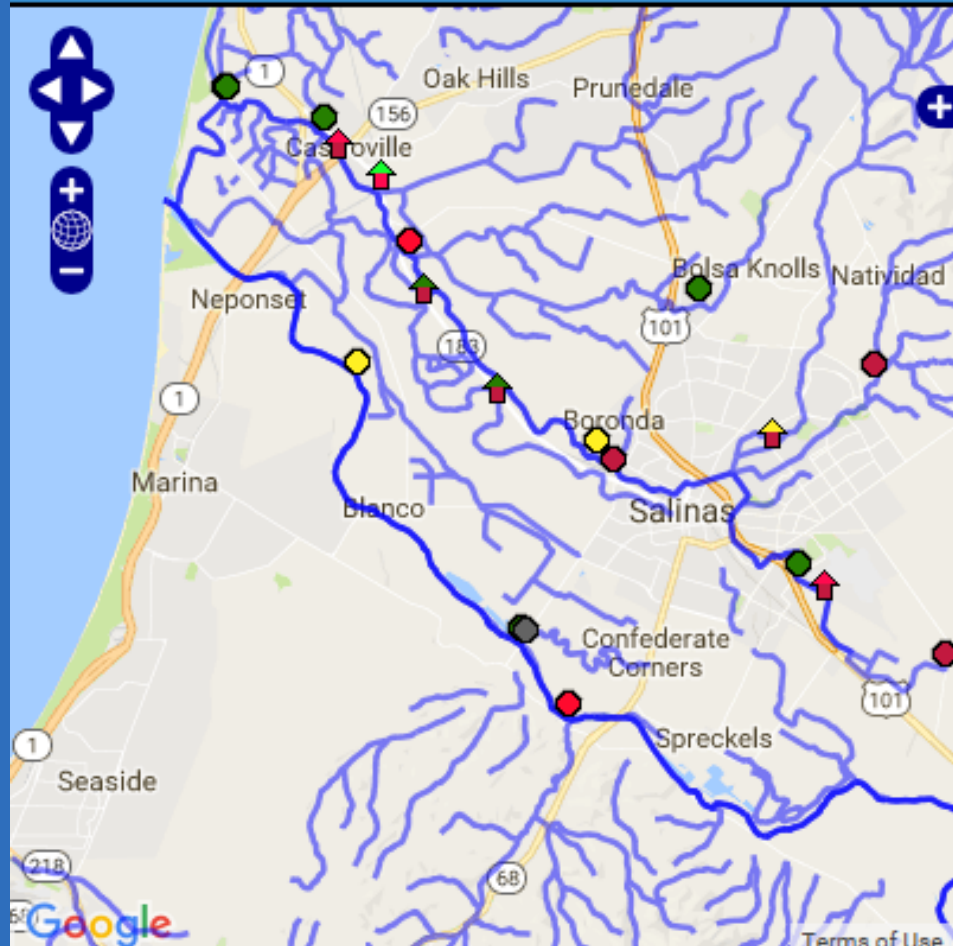 1
156
Oak Hills
Prunedale
Castroville
Bolsa Knolls
Natividad
Neponset
101
183
1
Boronda
Marina
Blanco
Salinas
Confederate
Corners
101
Spreckels
1
Seaside
218
68
68
Google
Terms of Use